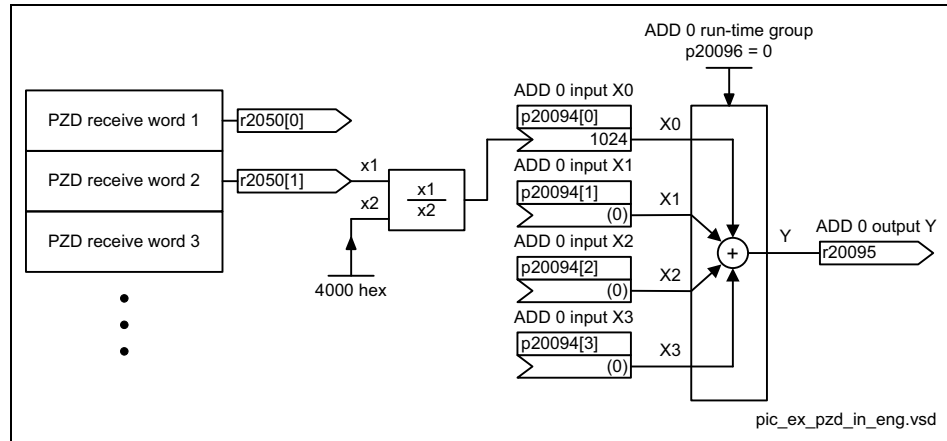 ADD 0 run-time group
p20096 = 0
ADD 0 input X0
PZD receive word 1
r2050[0]
p20094[0]
1024
X0
ADD 0 input X1
PZD receive word 2
r2050[1]
x1
x1
x2
x2
p20094[1]
(0)
X1
ADD 0 input X2
PZD receive word 3
p20094[2]
(0)
X2
+
Y
ADD 0 output Y
r20095
4000 hex
ADD 0 input X3
p20094[3]
(0)
X3
pic_ex_pzd_in_eng.vsd